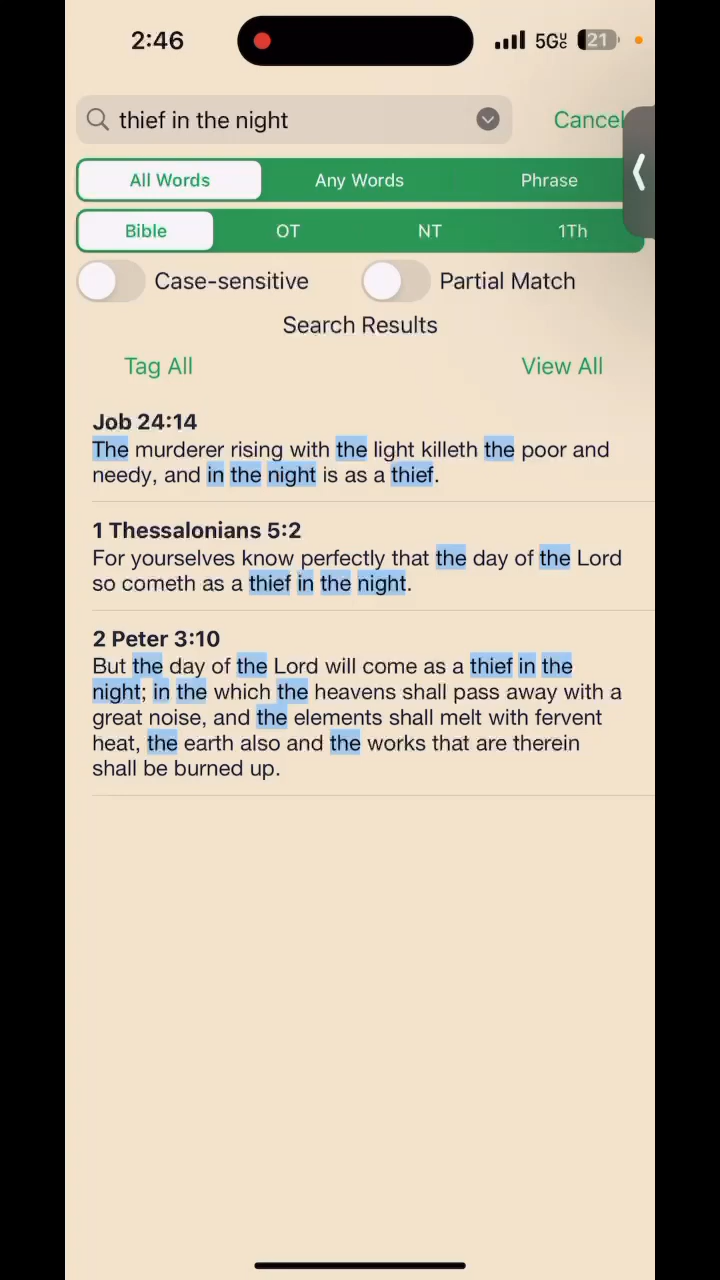 2:46
5GUC 21
thief in the night
Cancel
All Words Any Words Phrase
Bible OT NT 1Th
Case-sensitive Partial Match
Search Results
Tag All View All
Job 24:14
The murderer rising with the light killeth the poor and
needy, and in the night is as a thief.
1 Thessalonians 5:2
For yourselves know perfectly that the day of the Lord
so cometh as a thief in the night.
2 Peter 3:10
But the day of the Lord will come as a thief in the
night; in the which the heavens shall pass away with a
great noise, and the elements shall melt with fervent
heat, the earth also and the works that are therein
shall be burned up.